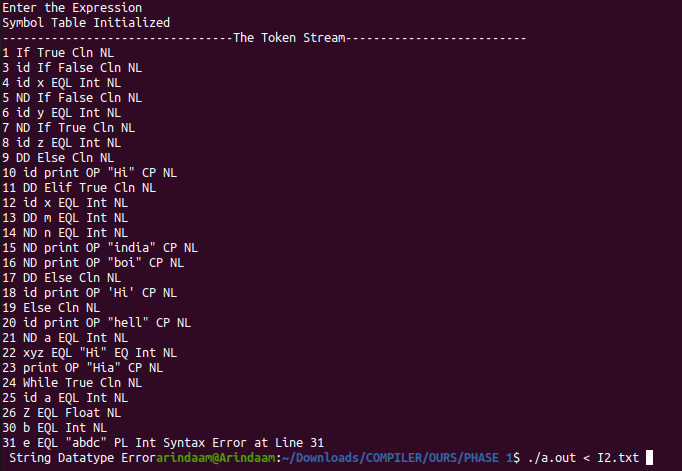 Enter the Expression
Symbol Table Initialized
---------------------------------The Token Stream--------------------------
1 If True Cln NL
3 id If False Cln NL
4 id x EQL Int NL
5 ND If False Cln NL
6 id y EQL Int NL
7 ND If True Cln NL
8 id z EQL Int NL
9 DD Else Cln NL
10 id print OP "Hi" CP NL
11 DD Elif True Cln NL
12 id x EQL Int NL
13 DD m EQL Int NL
14 ND n EQL Int NL
15 ND print OP "india" CP NL
16 ND print OP "boi" CP NL
17 DD Else Cln NL
18 id print OP 'Hi' CP NL
19 Else Cln NL
20 id print OP "hell" CP NL
21 ND a EQL Int NL
22 xyz EQL "Hi" EQ Int NL
23 print OP "Hia" CP NL
24 While True Cln NL
25 id a EQL Int NL
26 Z EQL Float NL
30 b EQL Int NL
31 e EQL "abdc" PL Int Syntax Error at Line 31
 String Datatype Errorarindaam@Arindaam:~/Downloads/COMPILER/OURS/PHASE 1$ ./a.out < I2.txt